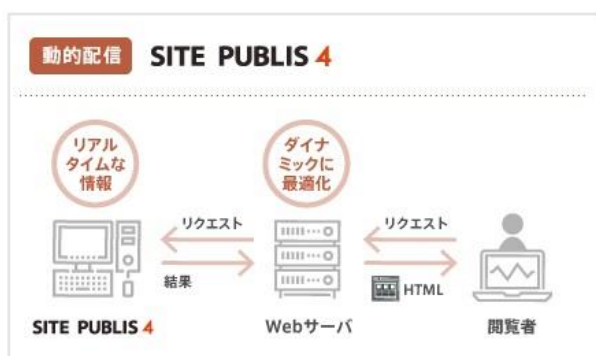 動的配信 SITE PUBLIS 4
リアル
タイムな
情報
ダイナ
ミックに
最適化
リクエスト
リクエスト
結果
HTML
SITE PUBLIS 4
Webサーバ
閲覧者